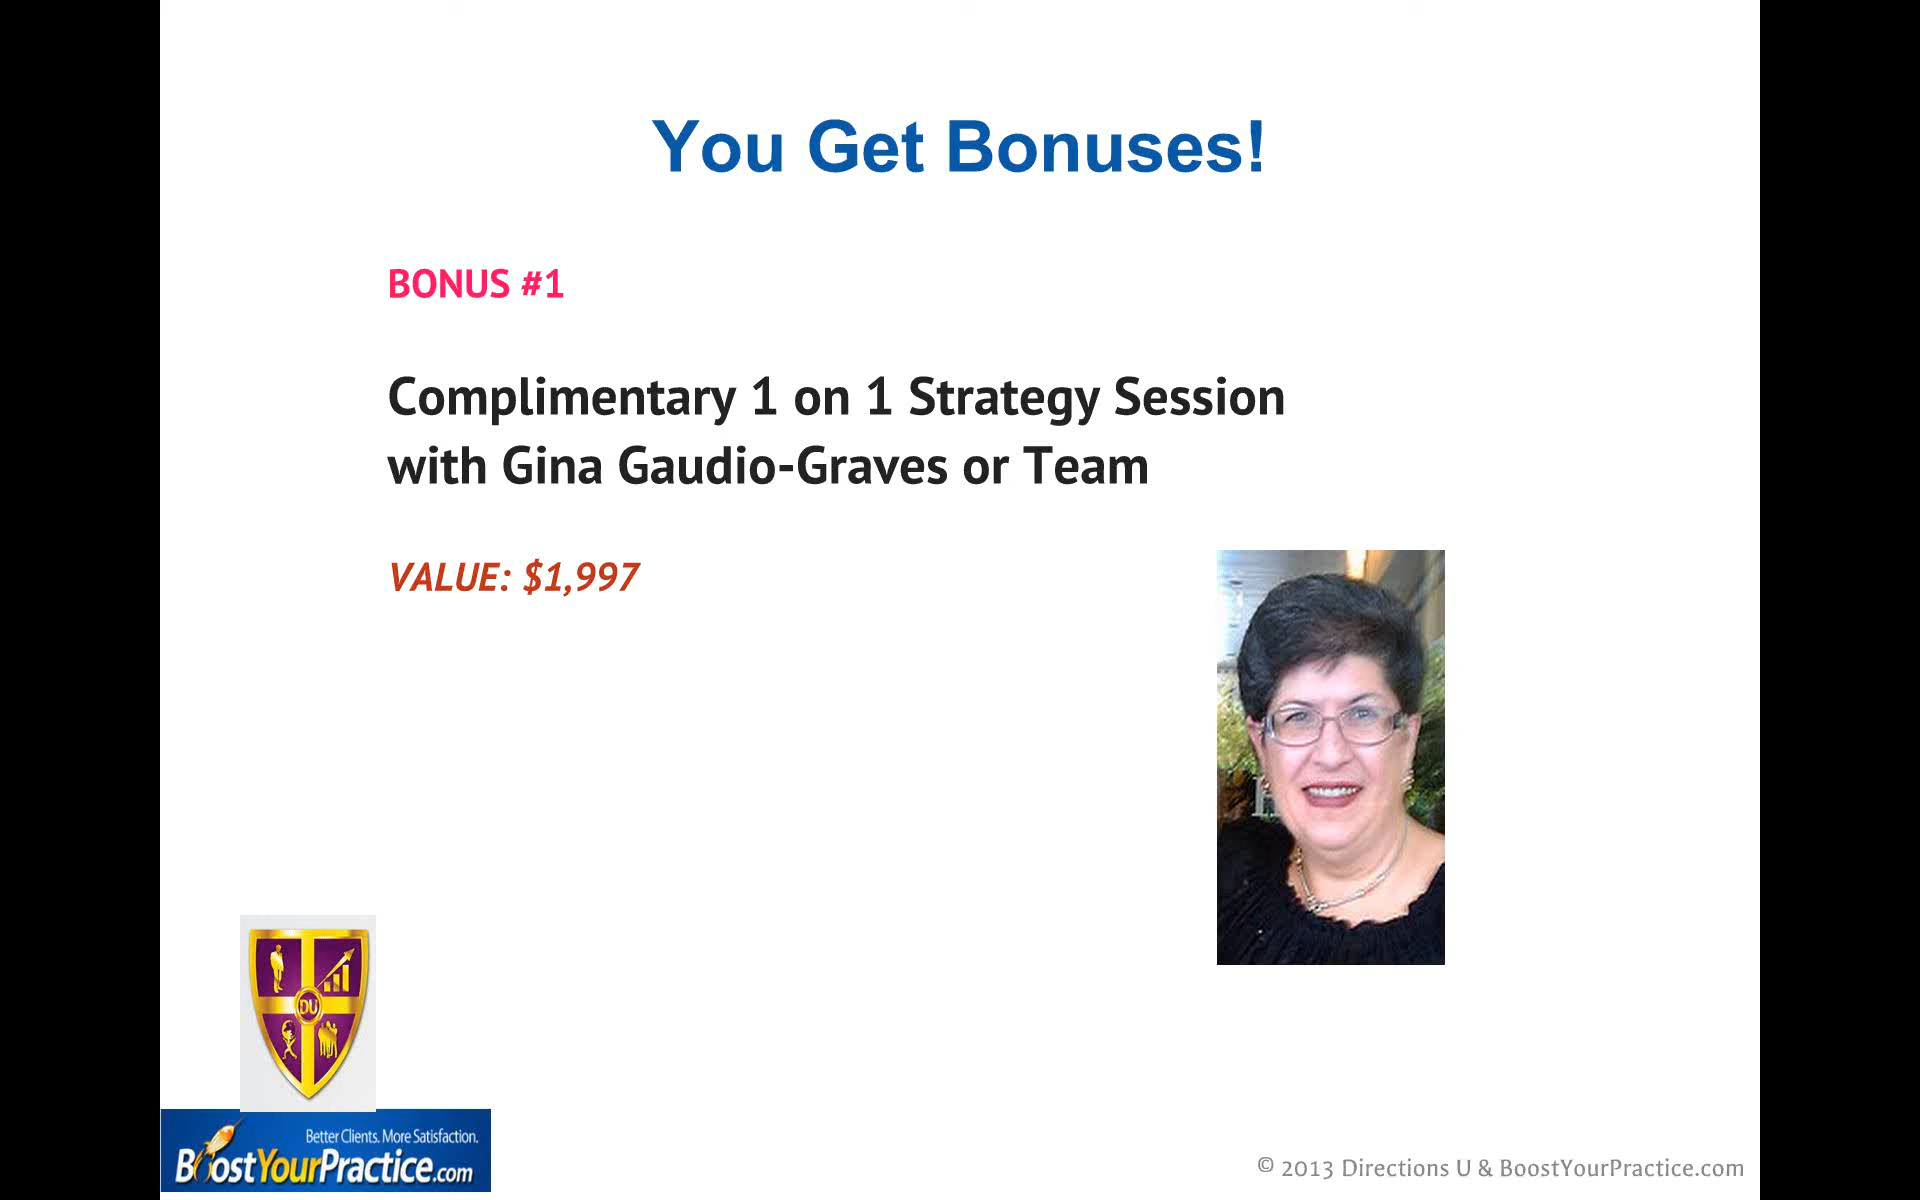 You Get Bonuses!
BONUS #1
Complimentary 1 on 1 Strategy Session
with Gina Gaudio-Graves or Team
VALUE: $1,997
DU
Better Clients. More Satisfaction.
BoostYourPractice.com
© 2013 Directions U & BoostYourPractice.com